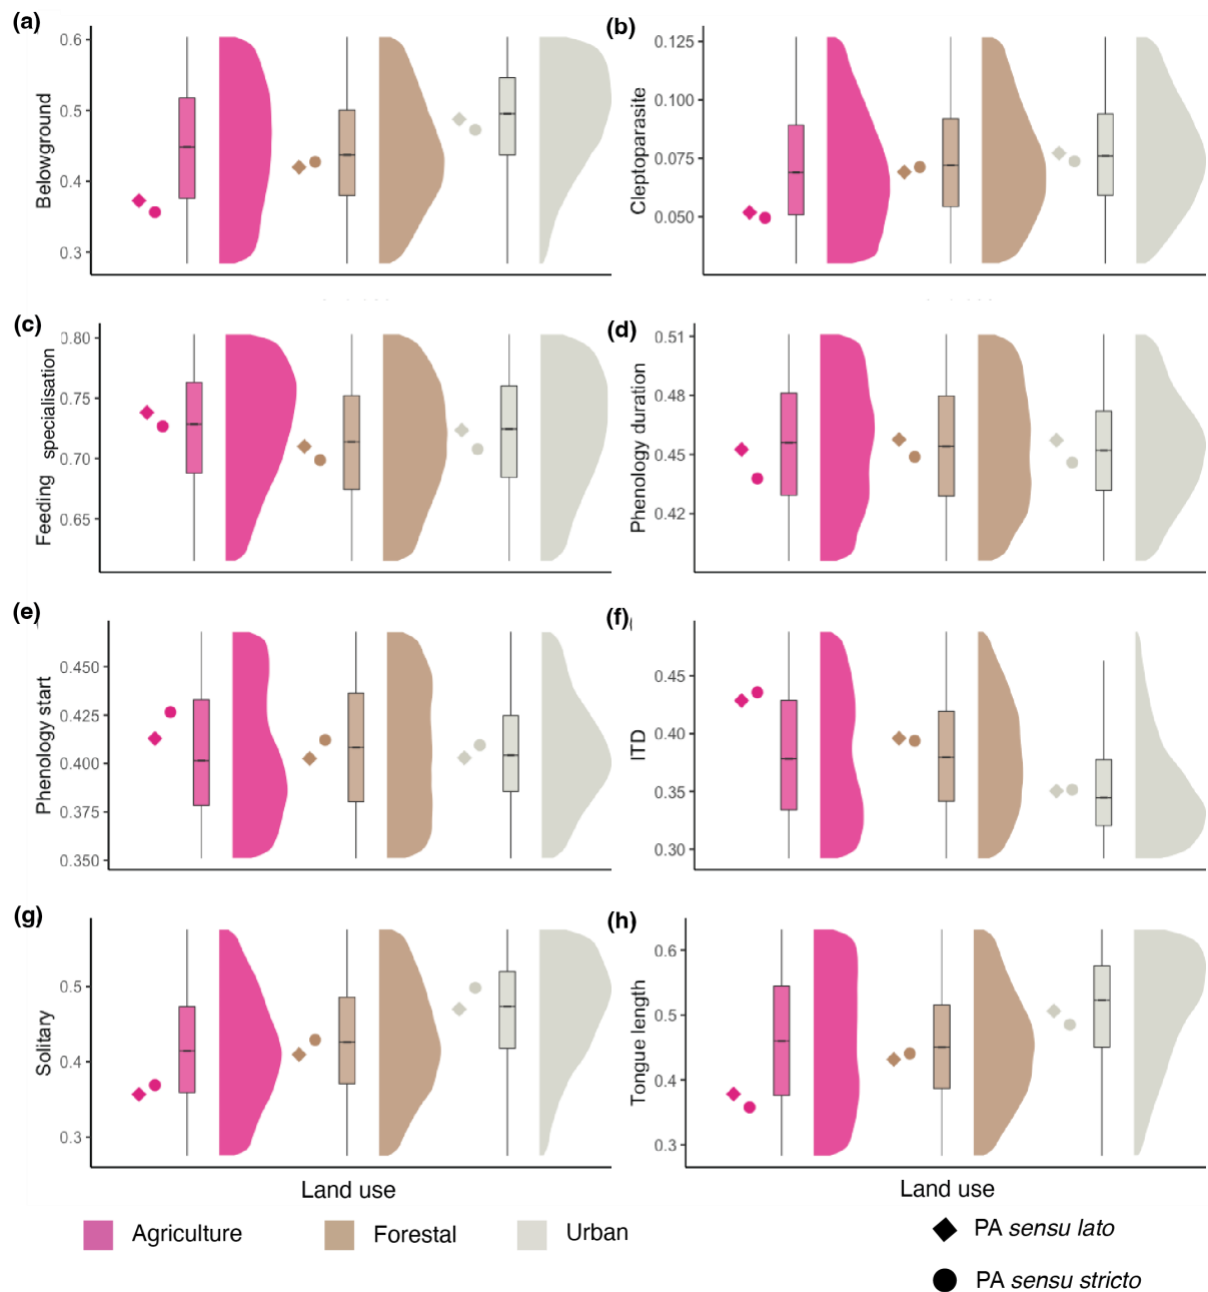 (a)
0.6
0.5
0.4
0.3
Belowground
(b)
0.125
0.100
0.075
0.050
Cleptoparasite
(c)
0.80
0.75
0.70
0.65
Feeding specialisation
(d)
0.51
0.48
0.45
0.42
Phenology duration
(e)
0.450
0.425
0.400
0.375
0.350
Phenology start
(f)
0.45
0.40
0.35
0.30
ITD
(g)
0.5
0.4
0.3
Solitary
Land use
(h)
0.6
0.5
0.4
0.3
Tongue length
Land use
Agriculture
Forestal
Urban
PA sensu lato
PA sensu stricto